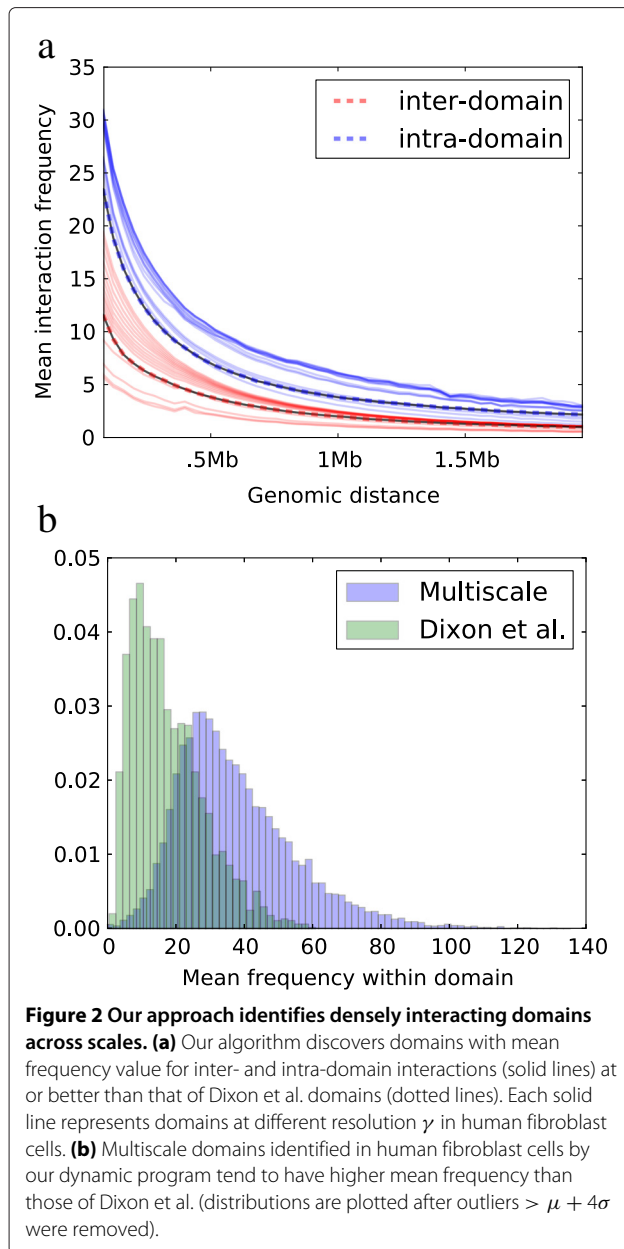 a
35
30
25
20
15
10
5
0
Mean interaction frequency
inter-domain
intra-domain
.5Mb 1Mb 1.5Mb
Genomic distance
b
0.05
0.04
0.03
0.02
0.01
0.00
Multiscale
Dixon et al.
0 20 40 60 80 100 120 140
Mean frequency within domain
Figure 2 Our approach identifies densely interacting domains
across scales. (a) Our algorithm discovers domains with mean
frequency value for inter- and intra-domain interactions (solid lines) at
or better than that of Dixon et al. domains (dotted lines). Each solid
line represents domains at different resolution γ in human fibroblast
cells. (b) Multiscale domains identified in human fibroblast cells by
our dynamic program tend to have higher mean frequency than
those of Dixon et al. (distributions are plotted after outliers > μ + 4σ
were removed).